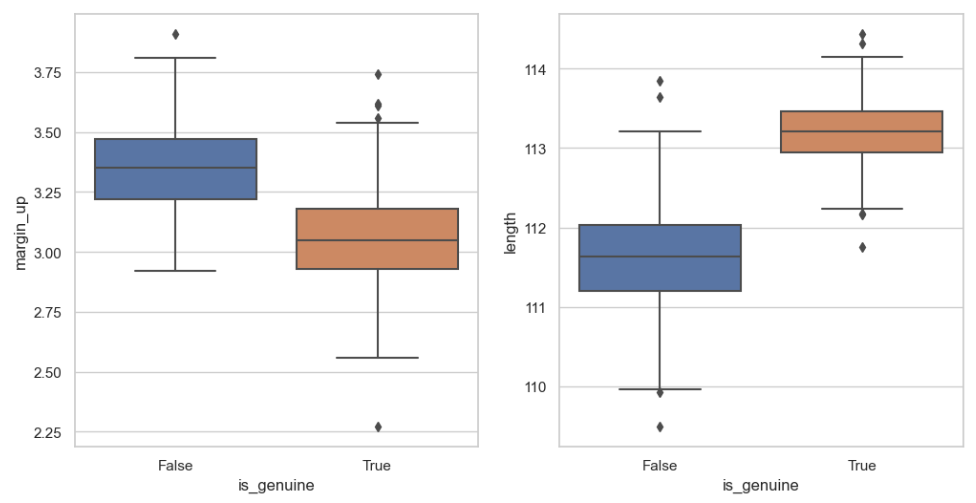 3.75
3.50
3.25
3.00
2.75
2.50
2.25
margin_up
False
True
is_genuine
114
113
112
111
110
length
False
True
is_genuine